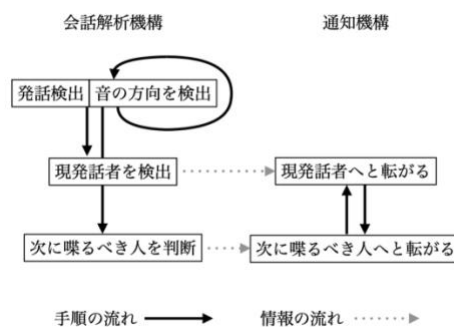 会話解析機構
通知機構
発話検出
音の方向を検出
現発話者を検出
現発話者へと転がる
次に喋るべき人を判断
次に喋るべき人へと転がる
手順の流れ
情報の流れ